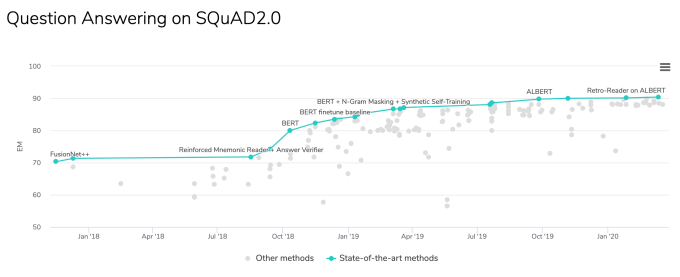 Question Answering on SQuAD2.0
100
90
80
70
60
50
EM
FusionNet++
Reinforced Mnemonic Reader + Answer Verifier
BERT
BERT finetune baseline
BERT + N-Gram Masking + Synthetic Self-Training
ALBERT
Retro-Reader on ALBERT
Jan '18
Apr '18
Jul '18
Oct '18
Jan '19
Apr '19
Jul '19
Oct '19
Jan '20
Other methods
State-of-the-art methods